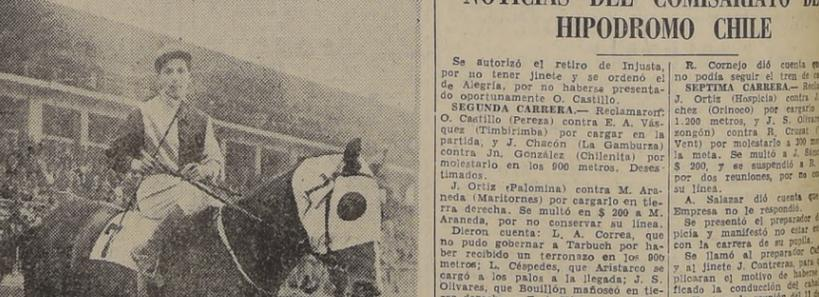 NOTICIAS DEL COMISARIATO DE
HIPODROMO CHILE
Se autorizó el retiro de Injusta,
por no tener jinete y se ordenó el
de Alegría, por no haberse presenta-
do oportunamente O. Castillo.
SEGUNDA CARRERA.— Reclamaron:
O. Castillo (Pereza) contra E. A. Vás-
quez (Timbirimba) por cargar en la
partida, y J. Chacón (La Gamburza)
contra Jn. González (Chilenita) por
molestarlo en los 900 metros. Deses-
timados.
J. Ortiz (Palomina) contra M. Ara-
neda (Maritornes) por cargarlo en tie-
rra derecha. Se multó en $ 200 a M.
Araneda, por no conservar su línea.
Dieron cuenta: L. A. Correa, que
no pudo gobernar a Tarbuch por ha-
ber recibido un terronazo en los 900
metros; L. Céspedes, que Aristarco se
cargó a los palos a la llegada; J. S.
Olivares, que Bouillón mañoseó en tie-
R. Cornejo dió cuenta
no podía seguir el tren de
SEPTIMA CARRERA.—
J. Ortiz (Hospicia) contra
chez (Orinoco) por cargarlo
1.200 metros, y J. S.
zongón) contra R.
Vent) por molestarlo a
la meta. Se multó a J.
$ 200, y se suspendió a R.
por dos reuniones, por no
su línea.
A. Salazar dió cuenta
Empresa no le respondió.
Se presentó el preparador
picia y manifestó no estar
con la carrera de su pupila.
Se llamó al preparador
y al jinete J. Contreras,
plicaran el motivo de
ficado la conducción del